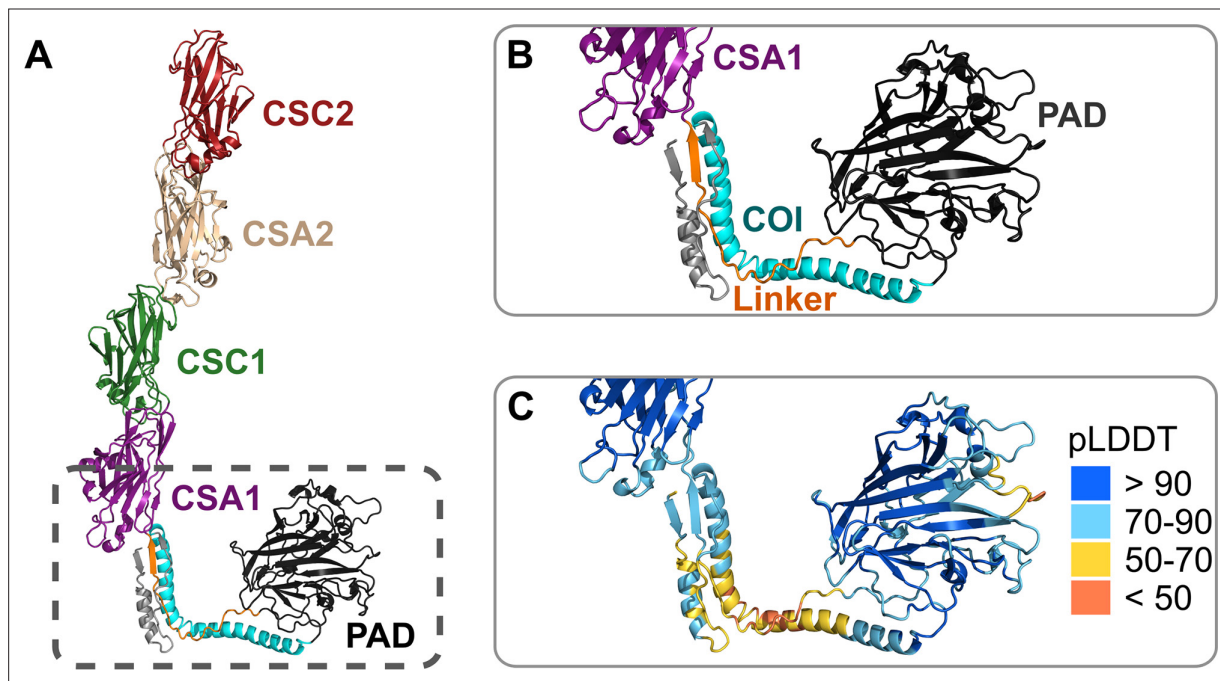 A
CSC2
CSA2
CSC1
CSA1
PAD
B
CSA1
PAD
COI
Linker
C
pLDDT
> 90
70-90
50-70
< 50